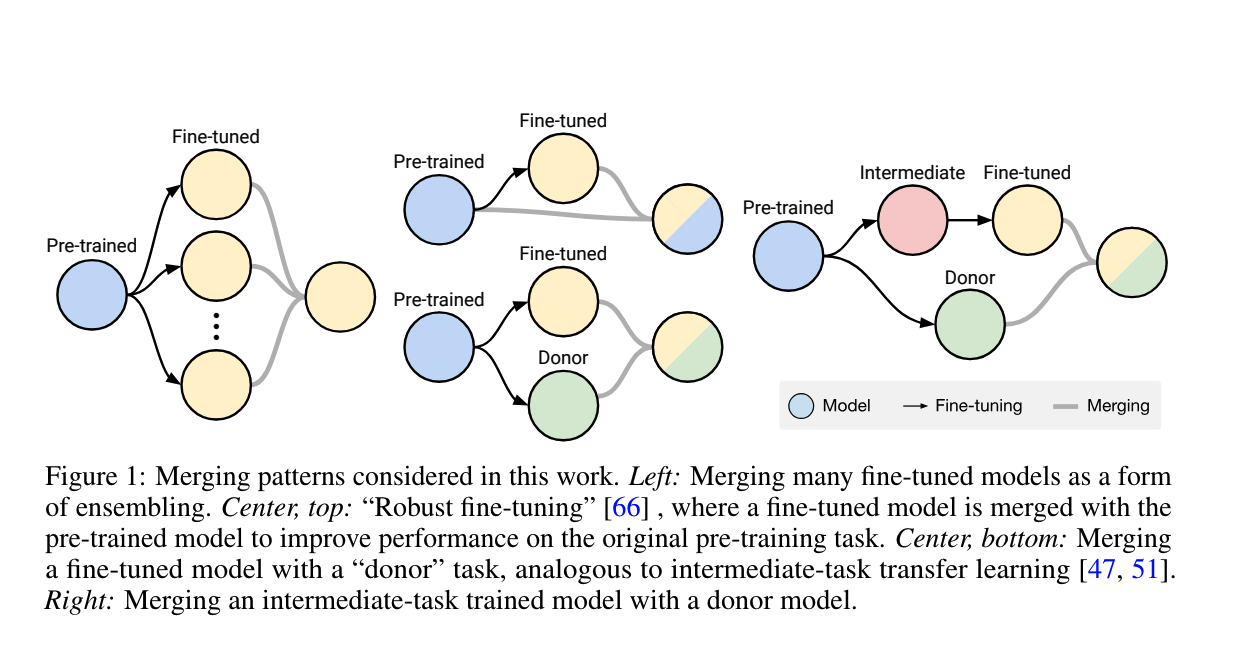 Fine-tuned
Pre-trained
Fine-tuned
Pre-trained
Fine-tuned
Pre-trained
Donor
Intermediate Fine-tuned
Pre-trained
Donor
Model Fine-tuning Merging
Figure 1: Merging patterns considered in this work. Left: Merging many fine-tuned models as a form
of ensembling. Center, top: “Robust fine-tuning” [66] , where a fine-tuned model is merged with the
pre-trained model to improve performance on the original pre-training task. Center, bottom: Merging
a fine-tuned model with a “donor” task, analogous to intermediate-task transfer learning [47, 51].
Right: Merging an intermediate-task trained model with a donor model.